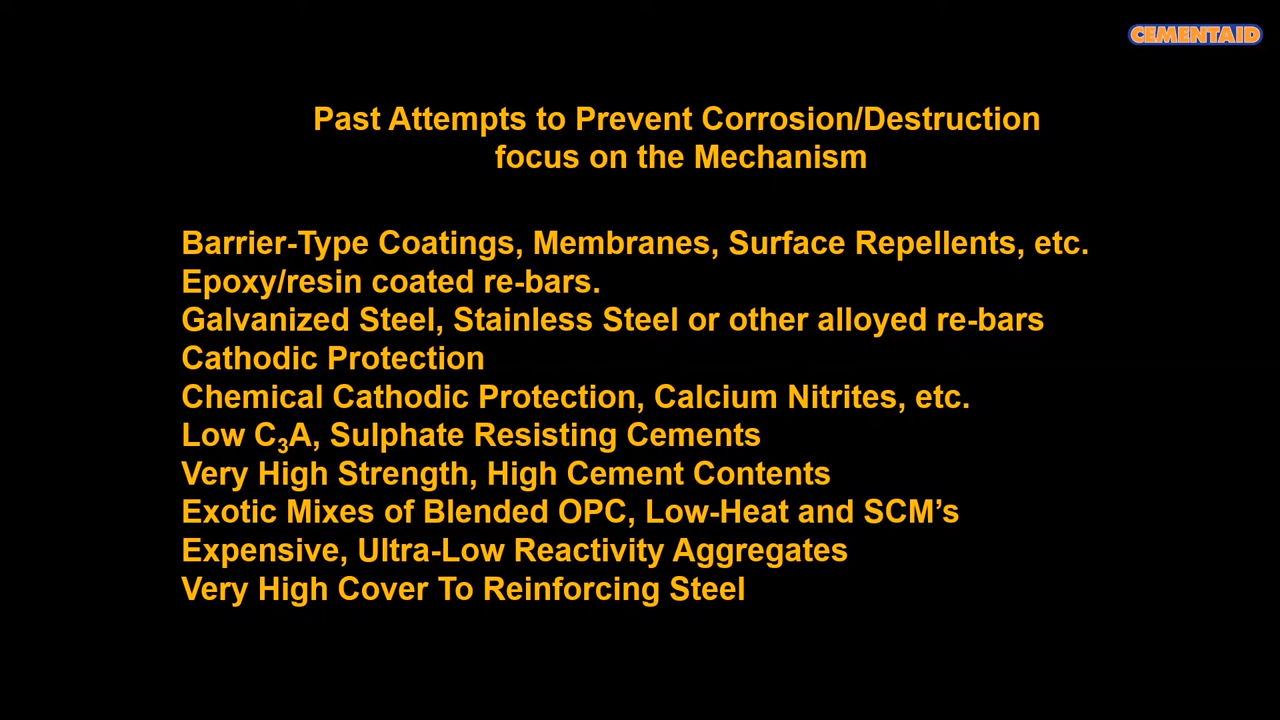 CEMENTAID
Past Attempts to Prevent Corrosion/Destruction
focus on the Mechanism
Barrier-Type Coatings, Membranes, Surface Repellents, etc.
Epoxy/resin coated re-bars.
Galvanized Steel, Stainless Steel or other alloyed re-bars
Cathodic Protection
Chemical Cathodic Protection, Calcium Nitrites, etc.
Low C₃A, Sulphate Resisting Cements
Very High Strength, High Cement Contents
Exotic Mixes of Blended OPC, Low-Heat and SCM’s
Expensive, Ultra-Low Reactivity Aggregates
Very High Cover To Reinforcing Steel